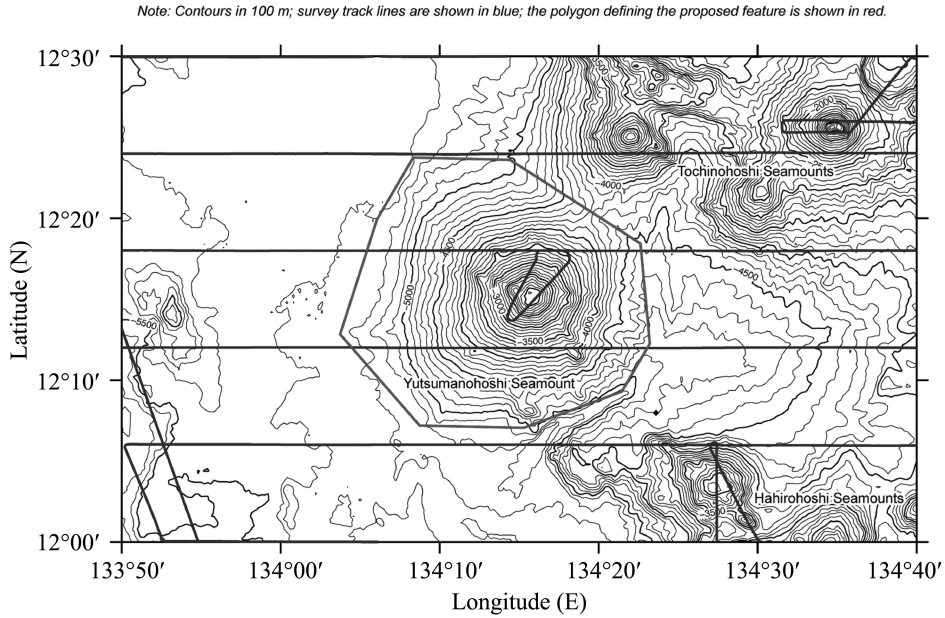 Note: Contours in 100 m; survey track lines are shown in blue; the polygon defining the proposed feature is shown in red.
12°30′
2000
Tochinohoshi Seamounts
4000
12°20′
4500
4500
5000
3000
4000
5500
3500
Latitude (N)
12°10′
Yutsumanohoshi Seamount
Hahirohoshi Seamounts
3500
12°00′
133°50′ 134°00′ 134°10′ 134°20′ 134°30′ 134°40′
Longitude (E)